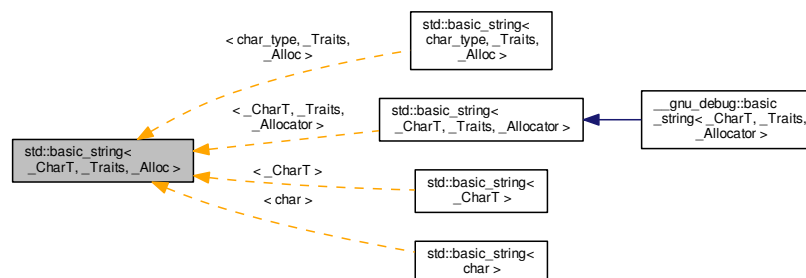 std::basic_string<
char_type, _Traits,
_Alloc >
< char_type, _Traits,
_Alloc >
std::basic_string<
_CharT, _Traits, _Allocator >
__gnu_debug::basic
_string< _CharT, _Traits,
_Allocator >
< _CharT, _Traits,
_Allocator >
std::basic_string<
_CharT, _Traits, _Alloc >
< _CharT >
std::basic_string<
_CharT >
< char >
std::basic_string<
char >